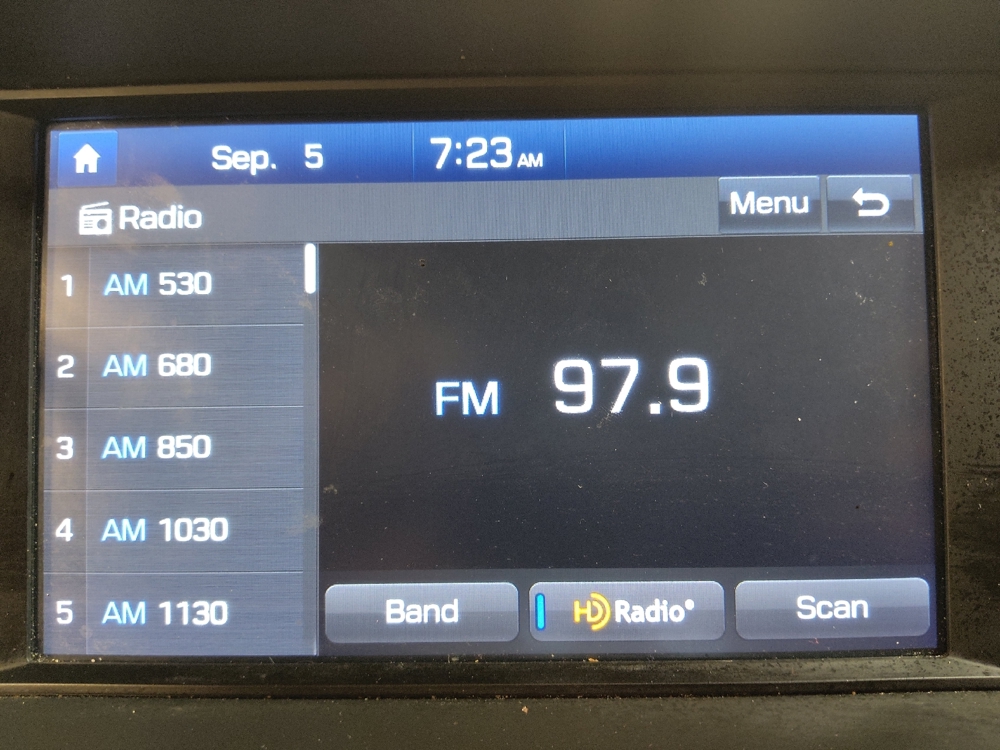 Sep. 5 7:23 AM
Radio
Menu
1 AM 530
2 AM 680
3 AM 850
4 AM 1030
5 AM 1130
FM 97.9
Band
HD Radio®
Scan